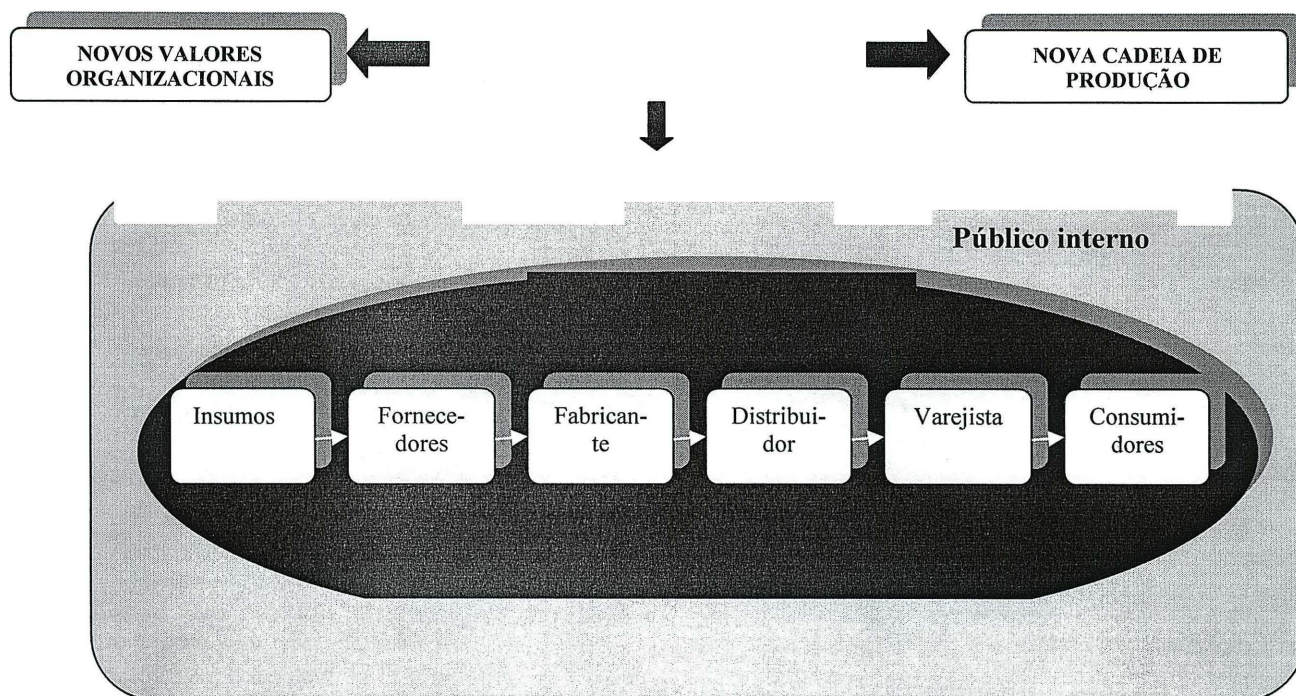 NOVOS VALORES
ORGANIZACIONAIS
NOVA CADEIA DE
PRODUÇÃO
Público interno
Insumos
Fornece-
dores
Fabrican-
te
Distribui-
dor
Varejista
Consumi-
dores